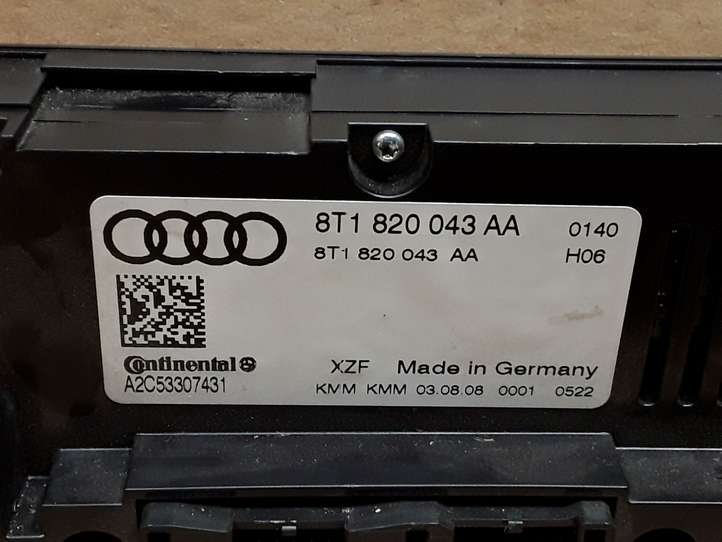 8T1 820 043 AA 0140
8T1 820 043 AA H06
Continental
XZF Made in Germany
A2C53307431
KMM KMM 03.08.08 0001 0522